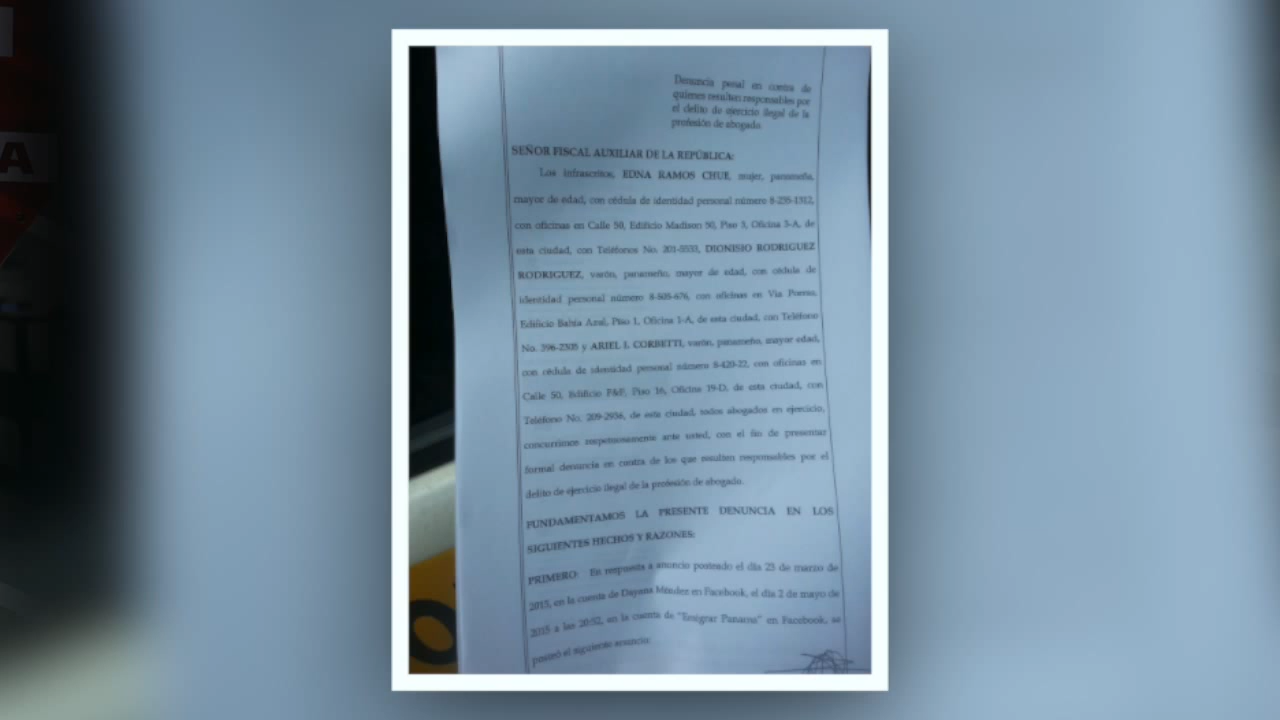 A
Denuncia penal en contra de
quienes resulten responsables por
el delito de ejercicio ilegal de la
profesión de abogado.
SEÑOR FISCAL AUXILIAR DE LA REPÚBLICA:
Los infrascritos, EDNA RAMOS CHUE, mujer, panameña,
mayor de edad, con cédula de identidad personal número 8-235-1312,
con oficinas en Calle 50, Edificio Madison 50, Piso 3, Oficina 3-A, de
esta ciudad, con Teléfonos No. 201-5533, DIONISIO RODRIGUEZ
RODRIGUEZ, varón, panameño, mayor de edad, con cédula de
identidad personal número con oficinas en Via Porras,
Edificio Bahía Azul, Piso 1, Oficina 1-A, de esta ciudad, con Teléfono
No. 396-2305 y ARIEL I. CORBETTI, varón, panameño, mayor edad,
con cédula de identidad personal número 8-420-22, con oficinas en
Calle 50, Edificio P&P, Piso 16, Oficina 19-D, de esta ciudad, con
Teléfono No. 209-2936, de esta ciudad, todos abogados en ejercicio,
concurrimos respetuosamente ante usted, con el fin de presentar
formal denuncia en contra de los que resulten responsables por el
delito de ejercicio ilegal de la profesión de abogado.
FUNDAMENTAMOS LA PRESENTE DENUNCIA EN LOS
SIGUIENTES HECHOS Y RAZONES:
PRIMERO: En respuesta a anuncio posteado el día 23 de marzo de
2015, en la cuenta de Dayana Méndez en Facebook, el día 2 de mayo de
2015 a las 20:52, en la cuenta de "Emigrar Panama" en Facebook, se
posteó el siguiente anuncio: